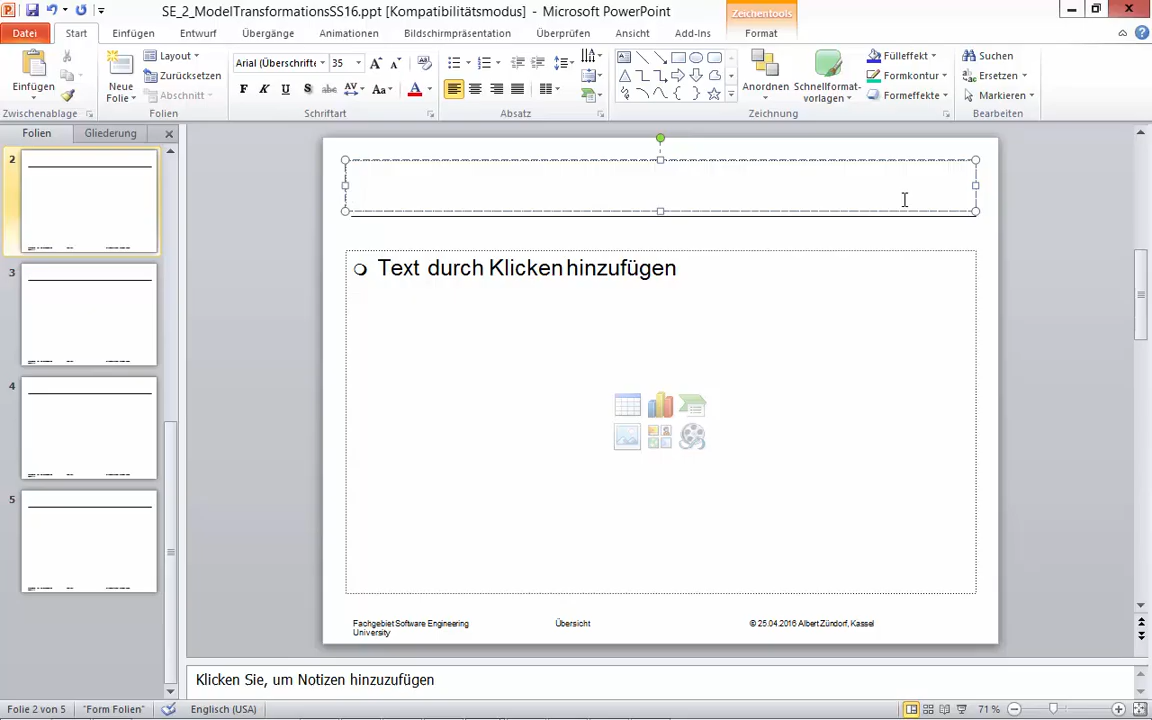 SE_2_ModelTransformationsSS16.ppt [Kompatibilitätsmodus] - Microsoft PowerPoint
Zeichentools
Datei
Start
Einfügen
Entwurf
Übergänge
Animationen
Bildschirmpräsentation
Überprüfen
Ansicht
Add-Ins
Format
Einfügen
Zwischenablage
Neue
Folie
Layout
Zurücksetzen
Abschnitt
Folien
Arial (Überschrifte
35
F K U S abc AV Aa A
Schriftart
Absatz
Anordnen
Schnellformat-
vorlagen
Fülleffekt
Formkontur
Formeffekte
Zeichnung
Suchen
Ersetzen
Markieren
Bearbeiten
Folien
Gliederung
2
3
4
5
Text durch Klicken hinzufügen
Fachgebiet Software Engineering
University
Übersicht
© 25.04.2016 Albert Zündorf, Kassel
Klicken Sie, um Notizen hinzuzufügen
Folie 2 von 5
"Form Folien"
Englisch (USA)
71 %